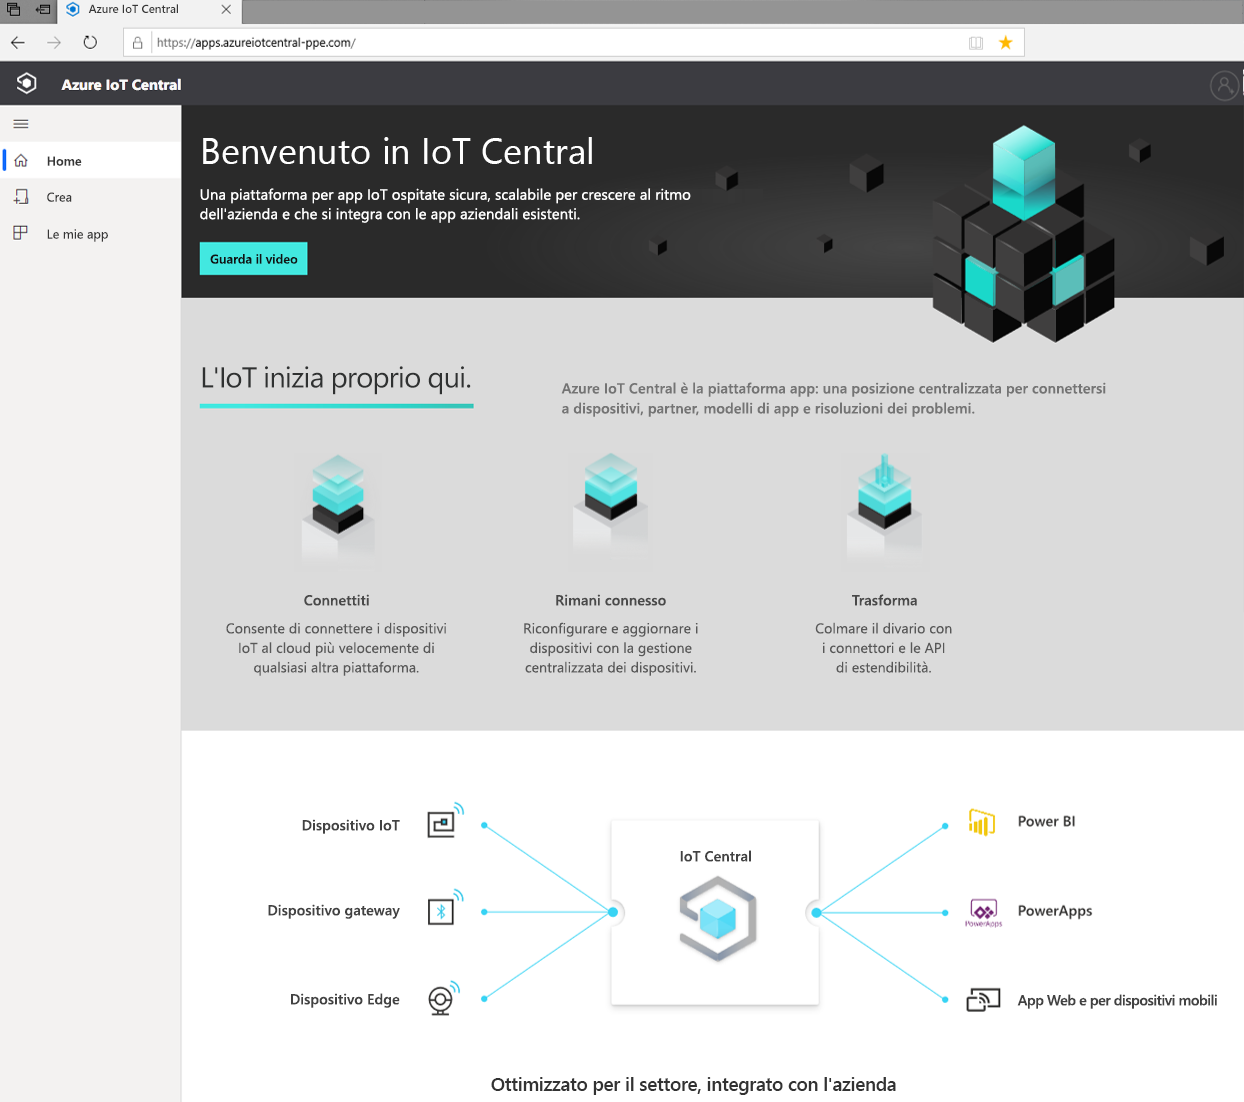 Azure IoT Central
https://apps.azureiotcentral-ppe.com/
Azure IoT Central
Home
Crea
Le mie app
Benvenuto in IoT Central
Una piattaforma per app IoT ospitate sicura, scalabile per crescere al ritmo
dell'azienda e che si integra con le app aziendali esistenti.
Guarda il video
L'IoT inizia proprio qui.
Azure IoT Central è la piattaforma app: una posizione centralizzata per connettersi
a dispositivi, partner, modelli di app e risoluzioni dei problemi.
Connettiti
Consente di connettere i dispositivi
IoT al cloud più velocemente di
qualsiasi altra piattaforma.
Rimani connesso
Riconfigurare e aggiornare i
dispositivi con la gestione
centralizzata dei dispositivi.
Trasforma
Colmare il divario con
i connettori e le API
di estendibilità.
Dispositivo IoT
Dispositivo gateway
Dispositivo Edge
IoT Central
Power BI
PowerApps
PowerApps
App Web e per dispositivi mobili
Ottimizzato per il settore, integrato con l'azienda